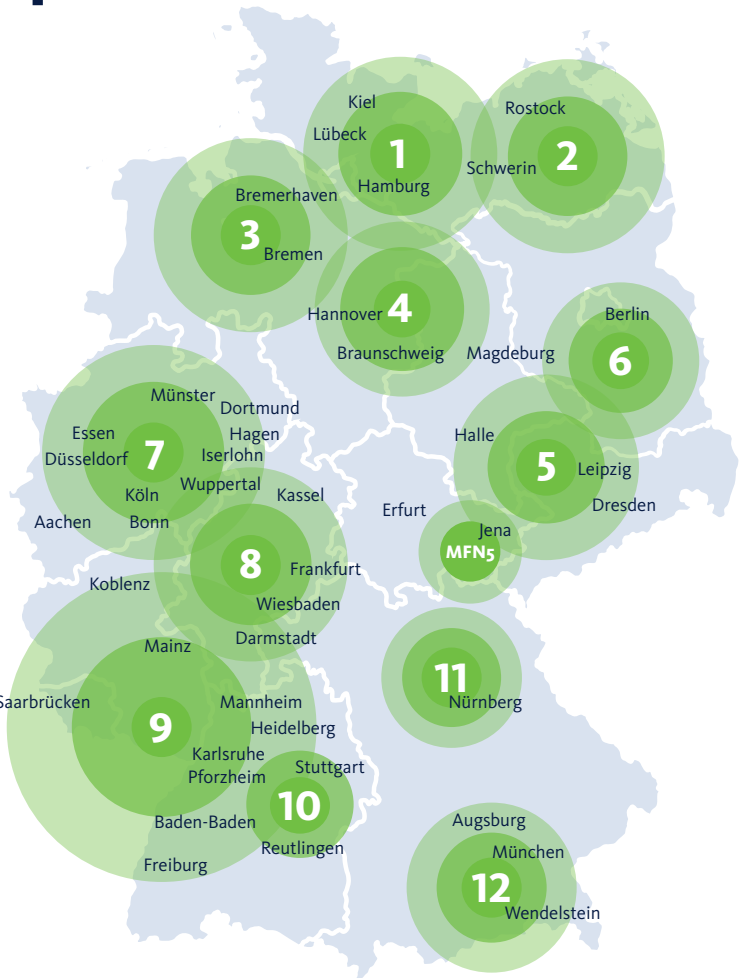 Kiel
Rostock
Lübeck
1
2
Schwerin
Hamburg
Bremerhaven
3
Bremen
Hannover
4
Berlin
Braunschweig
Magdeburg
6
Münster
Dortmund
Essen
Hagen
Halle
7
Düsseldorf
Iserlohn
5
Leipzig
Wuppertal
Köln
Kassel
Dresden
Erfurt
Aachen
Bonn
Jena
MFN5
8
Frankfurt
Koblenz
Wiesbaden
Darmstadt
Mainz
11
Saarbrücken
Mannheim
Nürnberg
9
Heidelberg
Karlsruhe
Stuttgart
Pforzheim
10
Baden-Baden
Augsburg
Reutlingen
München
Freiburg
12
Wendelstein